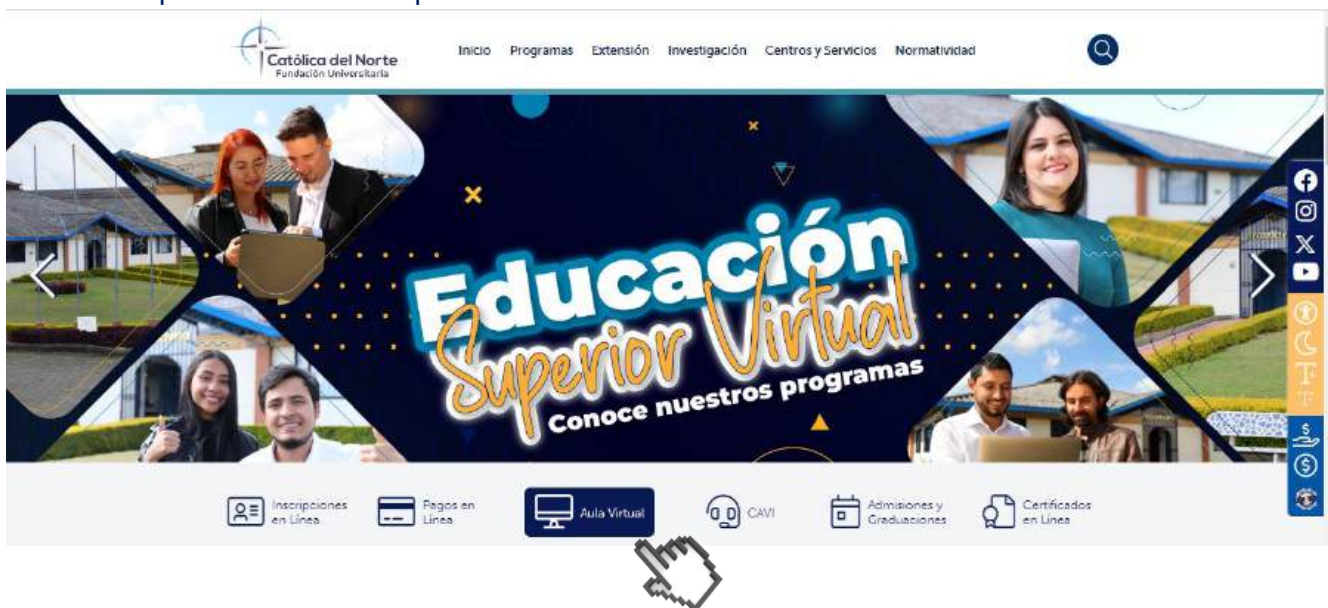 Católica del Norte
Fundación Universitaria
Inicio Programas Extensión Investigación Centros y Servicios Normatividad
Educación
Superior Virtual
Conoce nuestros programas
Inscripciones
en Línea
Pagos en
Línea
Aula Virtual
CAVI
Admisiones y
Graduaciones
Certificados
en Línea